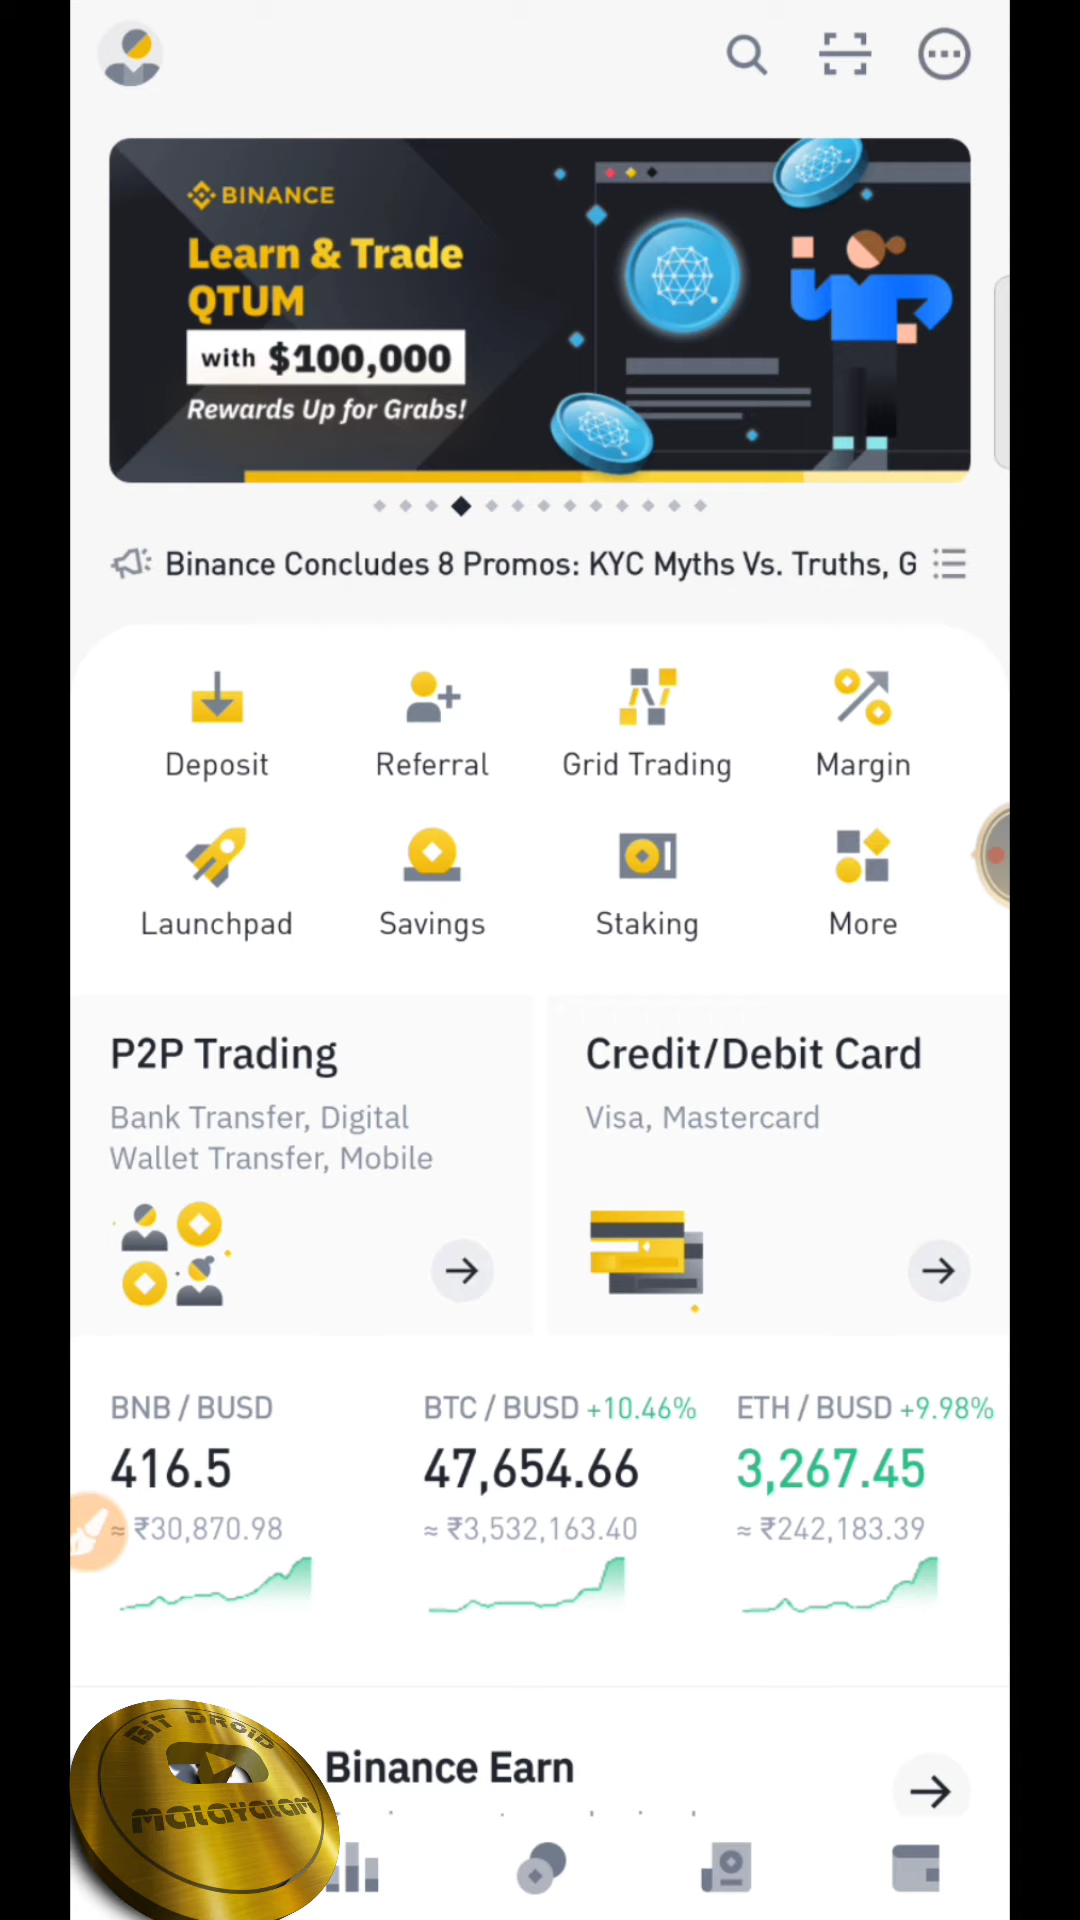 BINANCE
Learn & Trade
QTUM
with $100,000
Rewards Up for Grabs!
Binance Concludes 8 Promos: KYC Myths Vs. Truths, G
Deposit
Referral
Grid Trading
Margin
Launchpad
Savings
Staking
More
P2P Trading
Bank Transfer, Digital
Wallet Transfer, Mobile
Credit/Debit Card
Visa, Mastercard
BNB / BUSD
416.5
≈ ₹30,870.98
BTC / BUSD +10.46%
47,654.66
≈ ₹3,532,163.40
ETH / BUSD +9.98%
3,267.45
≈ ₹242,183.39
Binance Earn
BiT DROiD
MALAYALAM